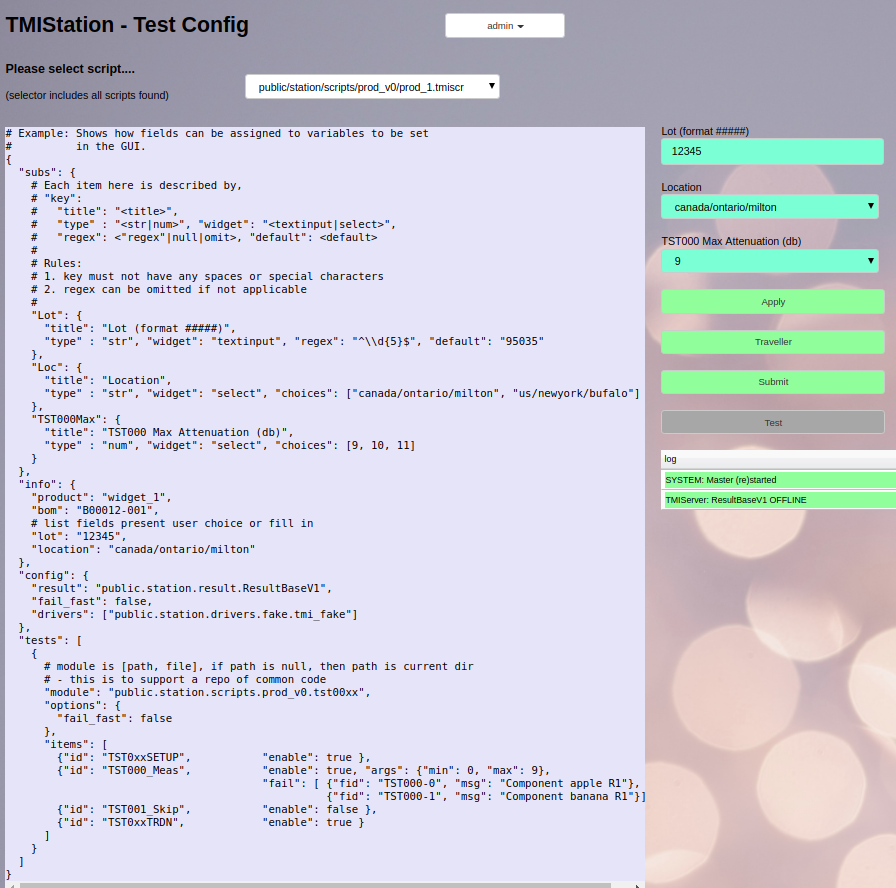 TMIStation - Test Config
admin
Please select script....
(selector includes all scripts found)
public/station/scripts/prod_v0/prod_1.tmiscr
# Example: Shows how fields can be assigned to variables to be set
#          in the GUI.
{
  "subs": {
    # Each item here is described by,
    # "key":
    #   "title": "<title>",
    #   "type" : "<str|num>", "widget": "<textinput|select>",
    #   "regex": <"regex"|null|omit>, "default": <default>
    #
    # Rules:
    # 1. key must not have any spaces or special characters
    # 2. regex can be omitted if not applicable
    #
    "Lot": {
      "title": "Lot (format #####)",
      "type" : "str", "widget": "textinput", "regex": "^\\d{5}$", "default": "95035"
    },
    "Loc": {
      "title": "Location",
      "type" : "str", "widget": "select", "choices": ["canada/ontario/milton", "us/newyork/bufalo"]
    },
    "TST000Max": {
      "title": "TST000 Max Attenuation (db)",
      "type" : "num", "widget": "select", "choices": [9, 10, 11]
    }
  },
  "info": {
    "product": "widget_1",
    "bom": "B00012-001",
    # list fields present user choice or fill in
    "lot": "12345",
    "location": "canada/ontario/milton"
  },
  "config": {
    "result": "public.station.result.ResultBaseV1",
    "fail_fast": false,
    "drivers": ["public.station.drivers.fake.tmi_fake"]
  },
  "tests": [
    {
      # module is [path, file], if path is null, then path is current dir
      # - this is to support a repo of common code
      "module": "public.station.scripts.prod_v0.tst00xx",
      "options": {
        "fail_fast": false
      },
      "items": [
        {"id": "TST0xxSETUP",           "enable": true },
        {"id": "TST000_Meas",           "enable": true, "args": {"min": 0, "max": 9},
                                        "fail": [ {"fid": "TST000-0", "msg": "Component apple R1"},
                                                  {"fid": "TST000-1", "msg": "Component banana R1"}]
        {"id": "TST001_Skip",           "enable": false },
        {"id": "TST0xxTRDN",            "enable": true }
      ]
    }
  ]
}
Lot (format #####)
12345
Location
canada/ontario/milton
TST000 Max Attenuation (db)
9
Apply
Traveller
Submit
Test
log
SYSTEM: Master (re)started
TMIServer: ResultBaseV1 OFFLINE